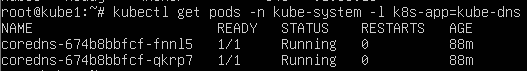 root@kube1:~# kubectl get pods -n kube-system -l k8s-app=kube-dns
NAME READY STATUS RESTARTS AGE
coredns-674b8bbfcf-fnnl5 1/1 Running 0 88m
coredns-674b8bbfcf-qkrp7 1/1 Running 0 88m